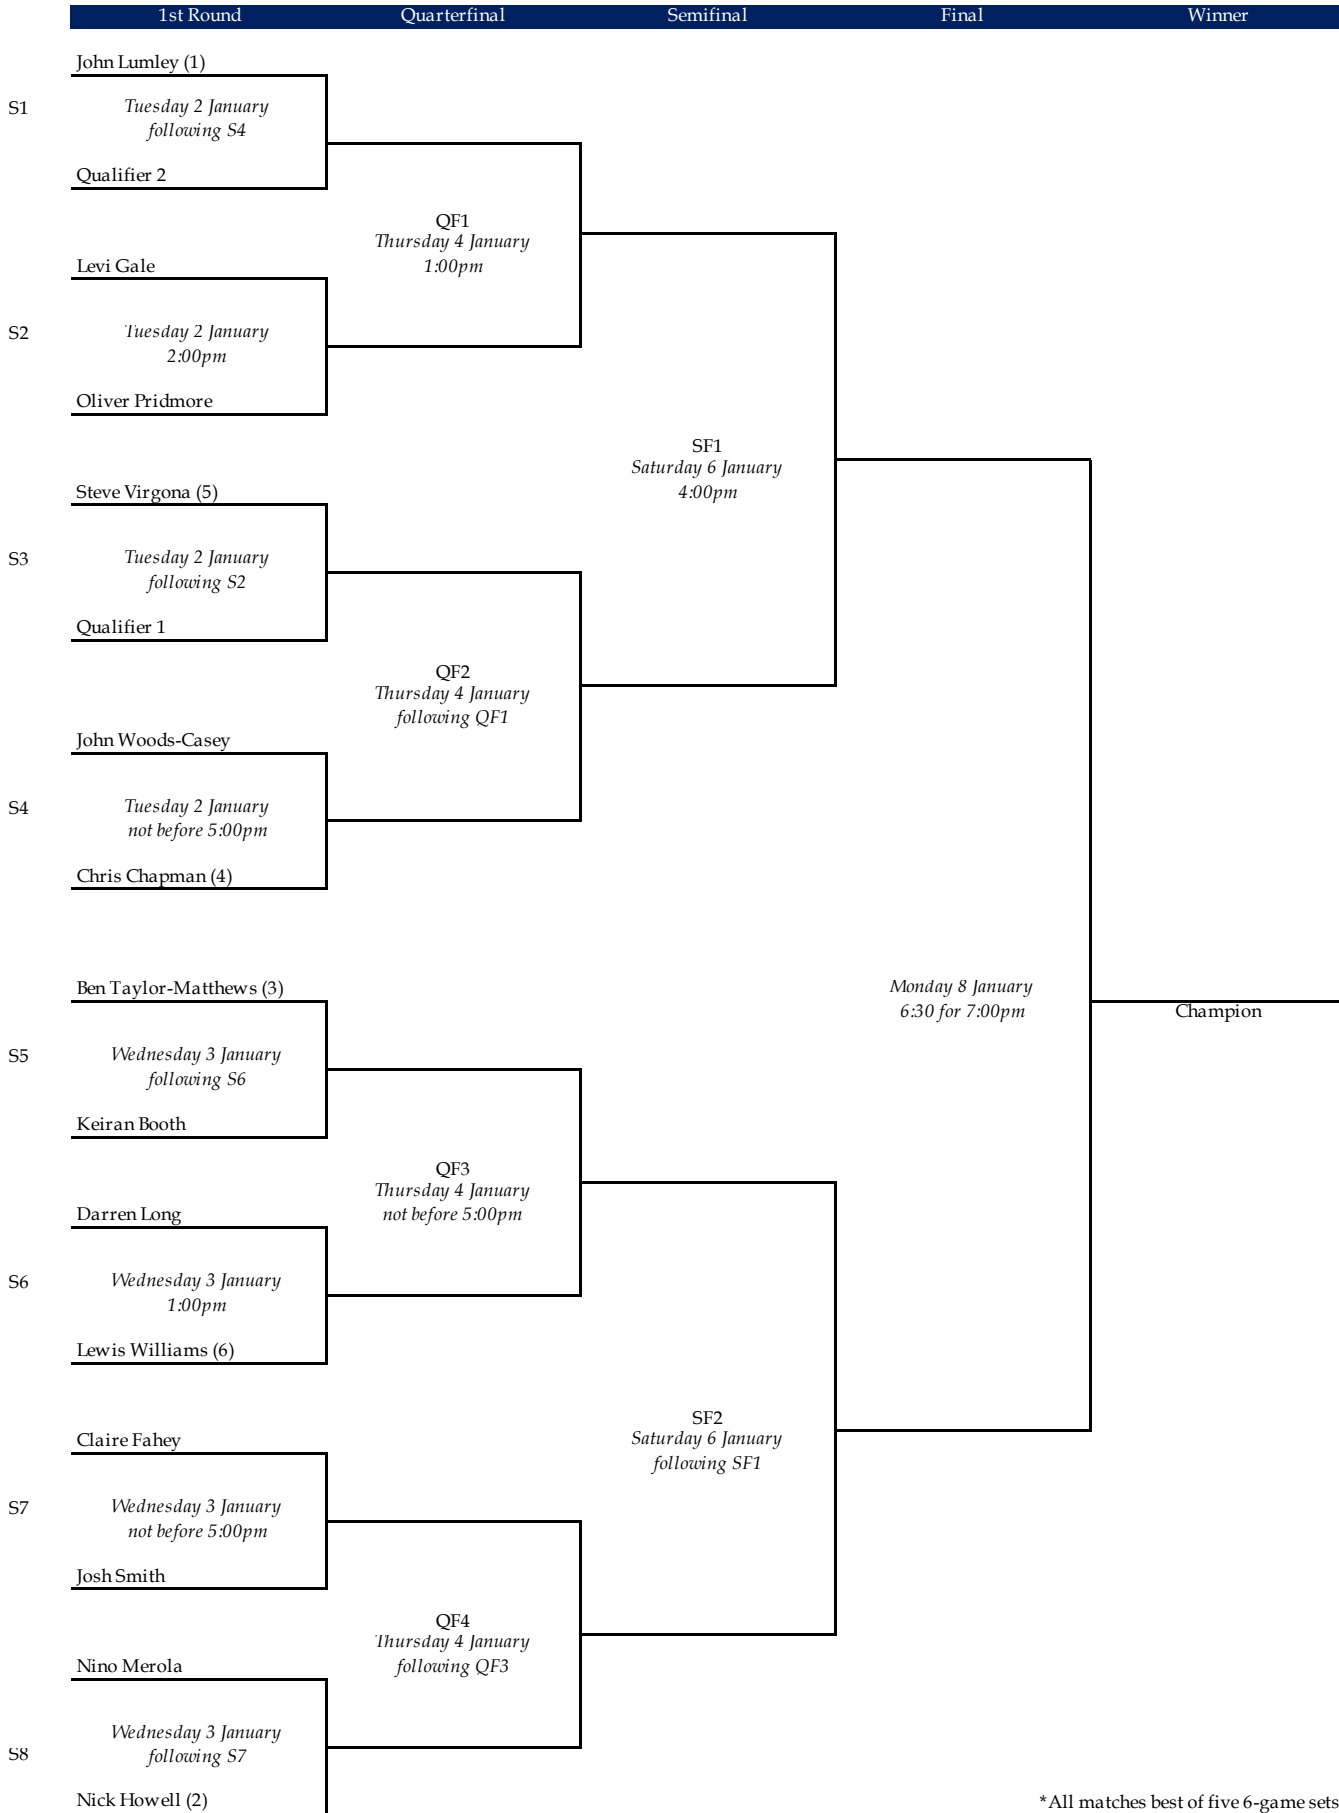 1st Round Quarterfinal Semifinal Final Winner
John Lumley (1)
S1
Tuesday 2 January
following S4
Qualifier 2
QF1
Thursday 4 January
1:00pm
Levi Gale
S2
Tuesday 2 January
2:00pm
Oliver Pridmore
SF1
Saturday 6 January
4:00pm
Steve Virgona (5)
S3
Tuesday 2 January
following S2
Qualifier 1
QF2
Thursday 4 January
following QF1
John Woods-Casey
S4
Tuesday 2 January
not before 5:00pm
Chris Chapman (4)
Ben Taylor-Matthews (3)
Monday 8 January
6:30 for 7:00pm
Champion
S5
Wednesday 3 January
following S6
Keiran Booth
QF3
Thursday 4 January
not before 5:00pm
Darren Long
S6
Wednesday 3 January
1:00pm
Lewis Williams (6)
SF2
Saturday 6 January
following SF1
Claire Fahey
S7
Wednesday 3 January
not before 5:00pm
Josh Smith
QF4
Thursday 4 January
following QF3
Nino Merola
S8
Wednesday 3 January
following S7
Nick Howell (2)
*All matches best of five 6-game sets